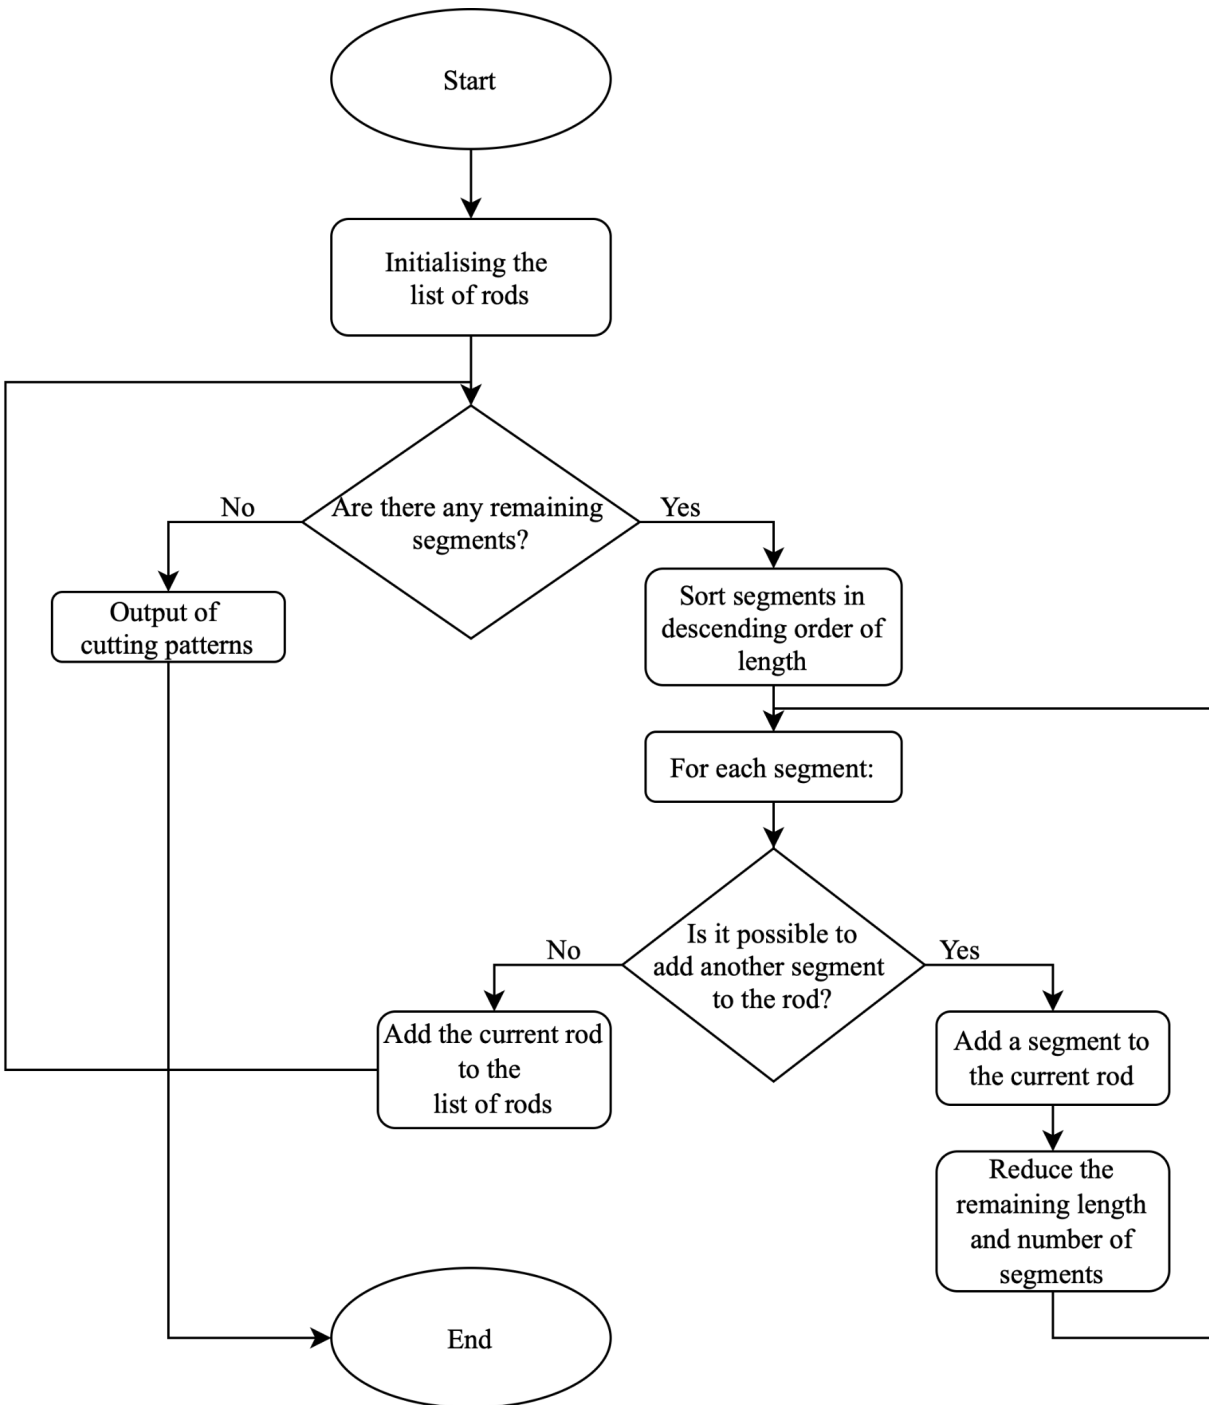 Start
Initialising the
list of rods
Are there any remaining
segments?
No
Yes
Output of
cutting patterns
Sort segments in
descending order of
length
For each segment:
Is it possible to
add another segment
to the rod?
No
Yes
Add the current rod
to the
list of rods
Add a segment to
the current rod
Reduce the
remaining length
and number of
segments
End